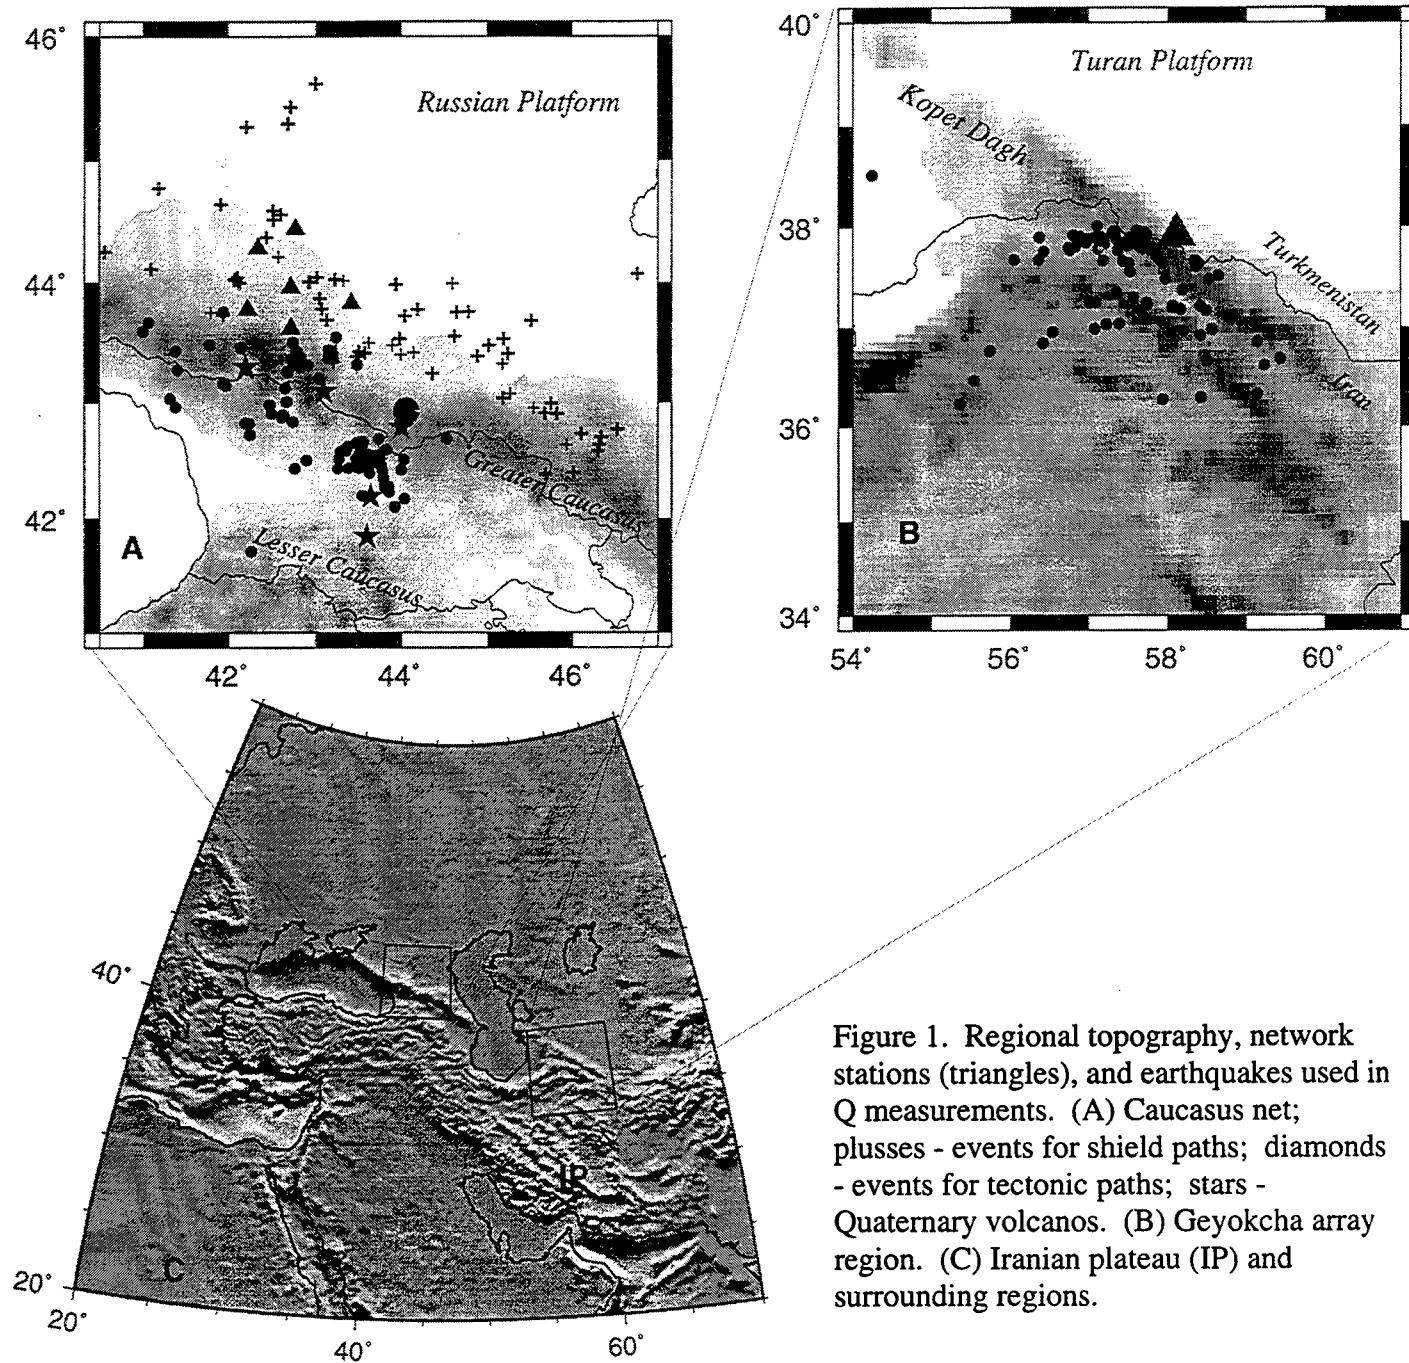 46°
44°
42°
Russian Platform
Greater Caucasus
Lesser Caucasus
A
42°
44°
46°
40°
38°
36°
34°
Turan Platform
Kopet Dagh
Turkmenistan
Iran
B
54°
56°
58°
60°
40°
20°
IP
C
20°
40°
60°
Figure 1. Regional topography, network
stations (triangles), and earthquakes used in
Q measurements. (A) Caucasus net;
plusses - events for shield paths; diamonds
- events for tectonic paths; stars -
Quaternary volcanos. (B) Geyokcha array
region. (C) Iranian plateau (IP) and
surrounding regions.